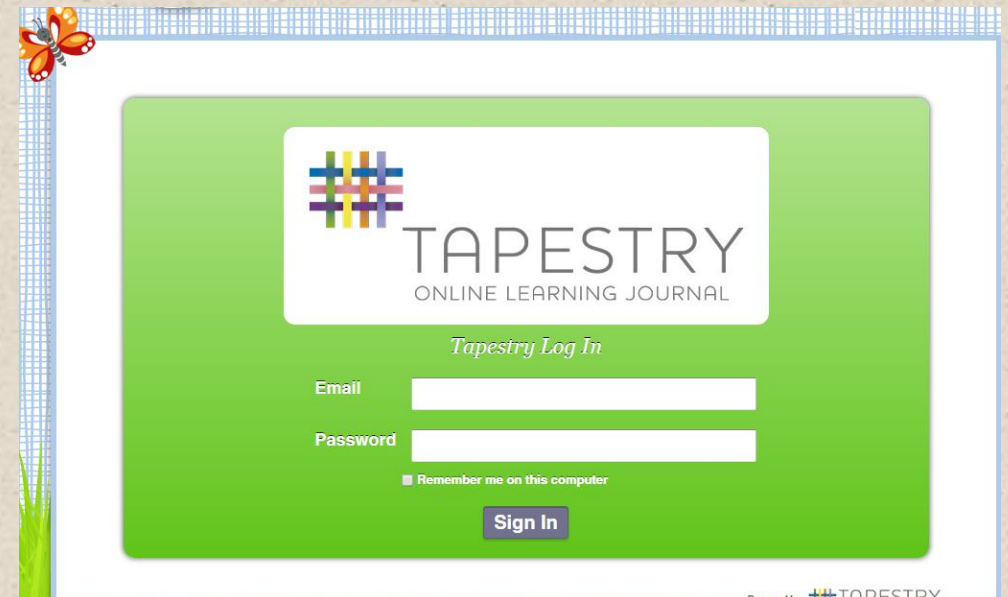 TAPESTRY
ONLINE LEARNING JOURNAL
Tapestry Log In
Email
Password
Remember me on this computer
Sign In
TAPESTRY